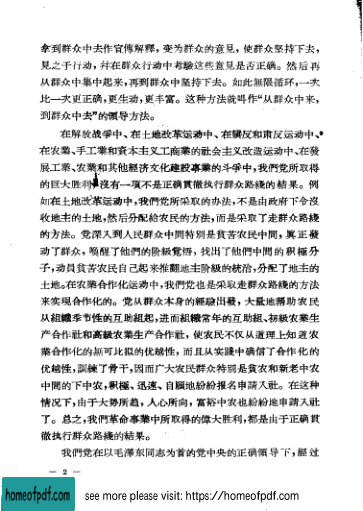 拿到群众中去作宣傳解釋，变为群众的意見，使群众坚持下去，
見之于行动，幷在群众行动中考驗这些意見是否正确。然后再
从群众中集中起来，再到群众中坚持下去。如此無限循环，一次
比一次更正确，更生动，更丰富。这种方法就叫作“从群众中来，
到群众中去”的領导方法。
在解放战爭中、在土地改革运动中、在鎭反和肃反运动中、
在农業、手工業和資本主义工商業的社会主义改造运动中、在發
展工業、农業和其他經济文化建設事業的斗爭中，我們党所取得
的巨大胜利，沒有一項不是正确貫徹执行群众路綫的結果。例
如在土地改革运动中，我們党所采取的办法，不是由政府下令沒
收地主的土地，然后分配給农民的方法，而是采取了走群众路綫
的方法。党深入到人民群众中間特別是貧苦农民中間，眞正發
动了群众，喚醒了他們的阶級覚悟，找出了他們中間的积極分
子，动員貧苦农民自己起来推翻地主阶級的統治，分配了地主的
土地。在农業合作化运动中，我們党也是采取走群众路綫的方法
来实現合作化的。党从群众本身的經驗出發，大量地帮助农民
从組織季节性的互助組起，进而組織常年的互助組、初級农業生
产合作社和高級农業生产合作社，使农民不仅从道理上知道农
業合作化的無可比拟的优越性，而且从实踐中确信了合作化的
优越性，訓練了骨干，因而广大农民群众特別是貧农和新老中农
中間的下中农，积極、迅速、自願地紛紛报名申請入社。在这种
情况下，由于大势所趋，人心所向，富裕中农也紛紛地申請入社
了。总之，我們革命事業中所取得的偉大胜利，都是由于正确貫
徹执行群众路綫的結果。
我們党在以毛澤东同志为首的党中央的正确領导下，經过
— 2 —
homeofpdf.com
see more please visit: https://homeofpdf.com